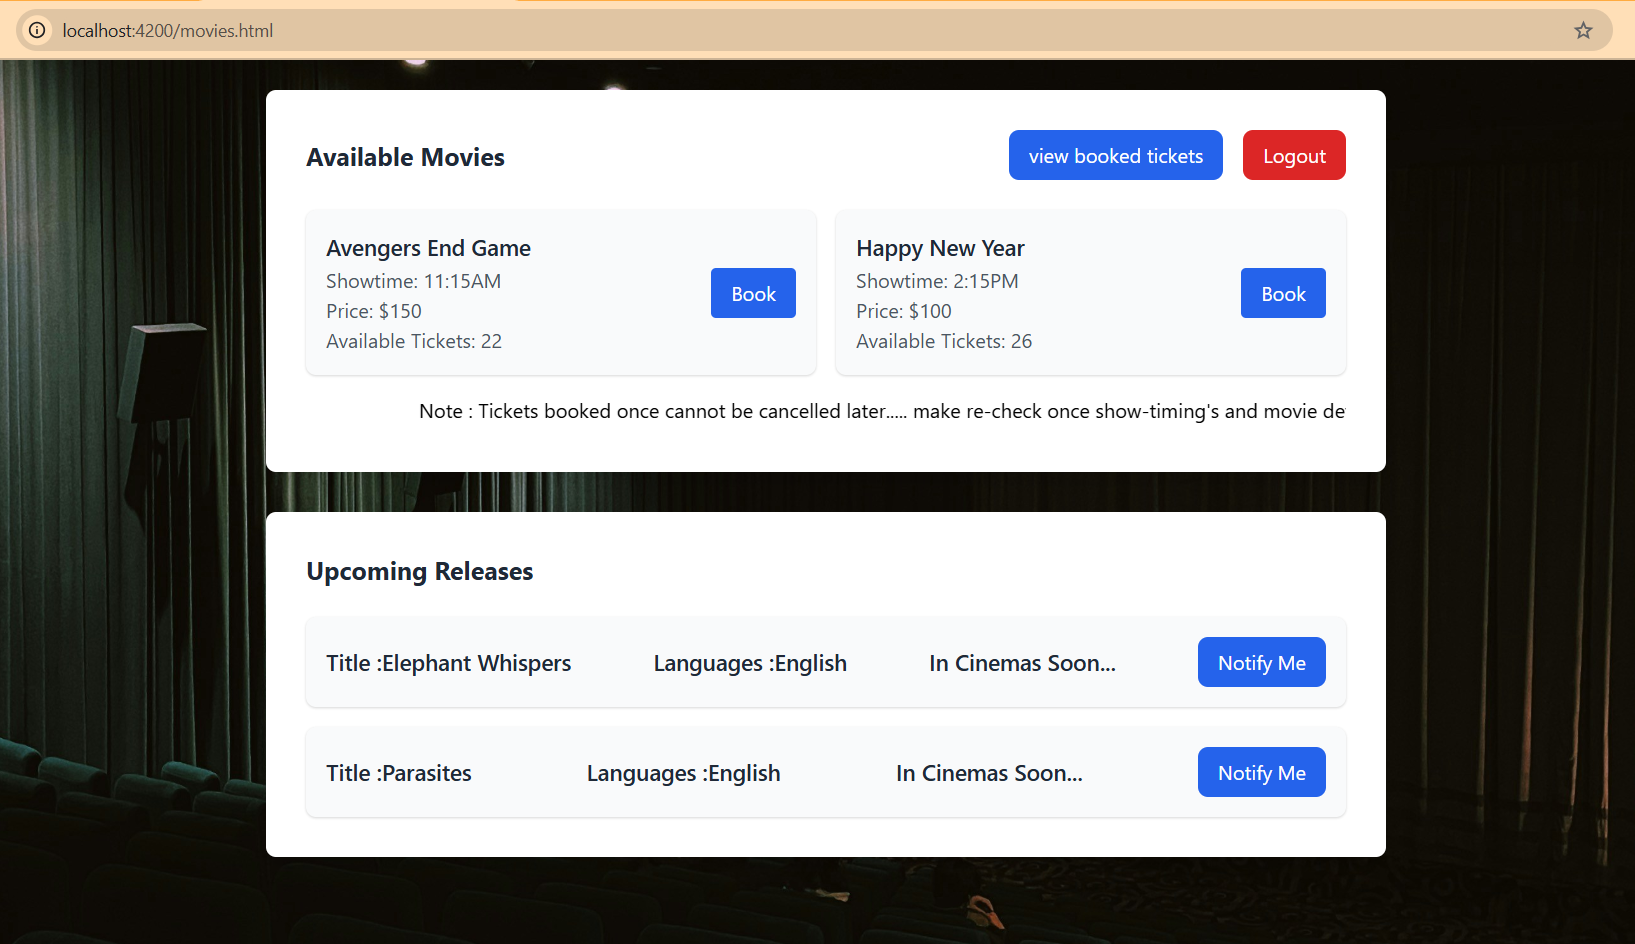 localhost:4200/movies.html
Available Movies
view booked tickets
Logout
Avengers End Game
Showtime: 11:15AM
Price: $150
Available Tickets: 22
Book
Happy New Year
Showtime: 2:15PM
Price: $100
Available Tickets: 26
Book
Note : Tickets booked once cannot be cancelled later..... make re-check once show-timing's and movie de
Upcoming Releases
Title :Elephant Whispers Languages :English In Cinemas Soon... Notify Me
Title :Parasites Languages :English In Cinemas Soon... Notify Me